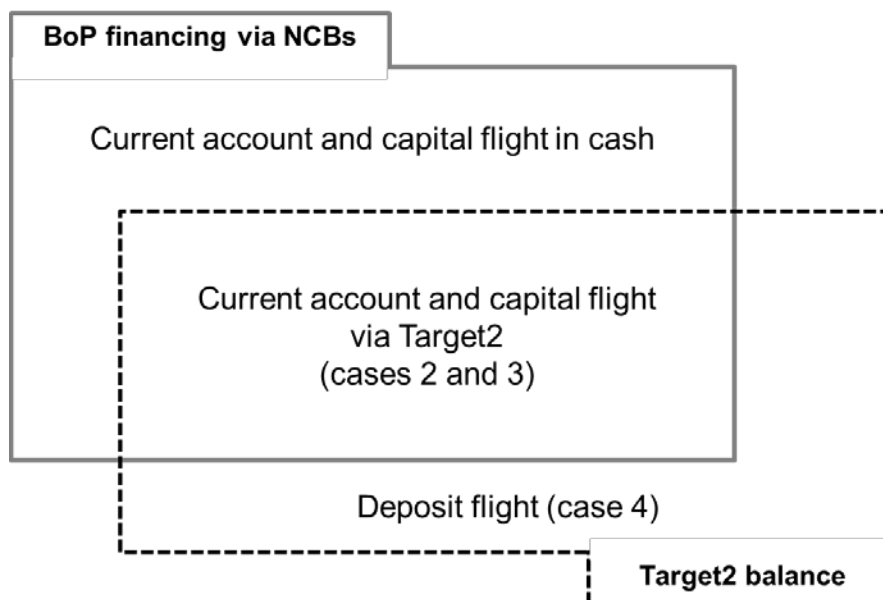 BoP financing via NCBs
Current account and capital flight in cash
Current account and capital flight
via Target2
(cases 2 and 3)
Deposit flight (case 4)
Target2 balance